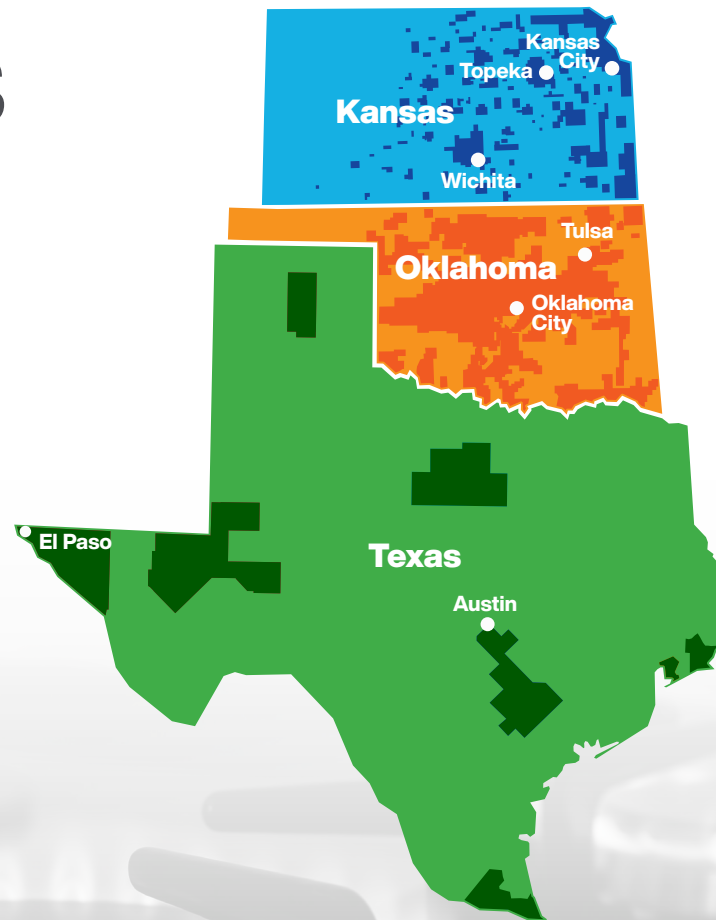 Kansas
City
Topeka
Kansas
Wichita
Tulsa
Oklahoma
Oklahoma
City
El Paso
Texas
Austin